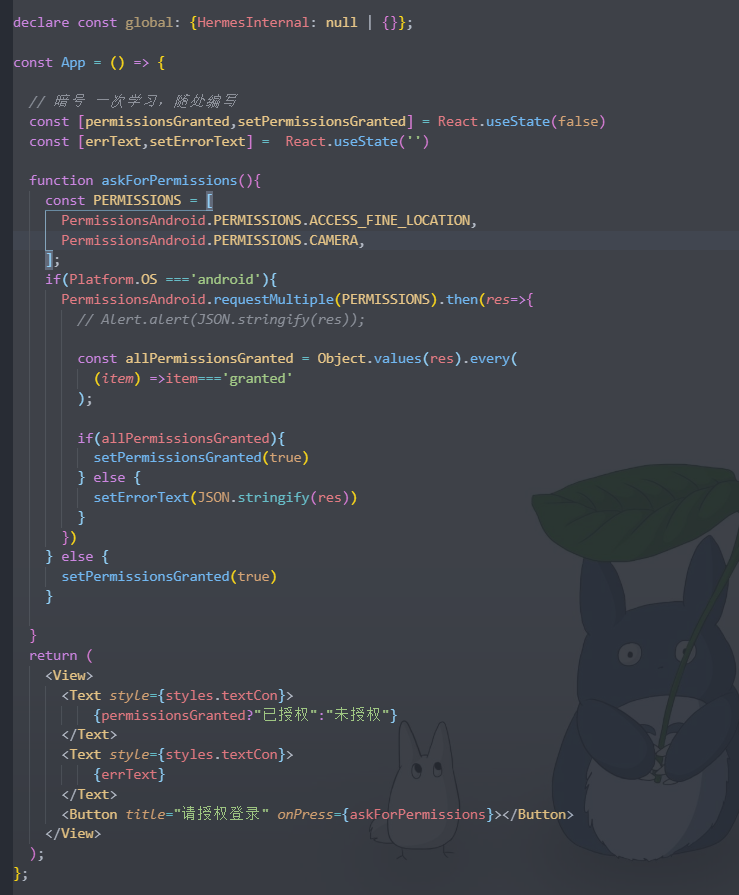 declare const global: {HermesInternal: null | {}};
const App = () => {
// 暗号 一次学习，随处编写
const [permissionsGranted,setPermissionsGranted] = React.useState(false)
const [errText,setErrorText] =  React.useState('')
function askForPermissions(){
const PERMISSIONS = [
PermissionsAndroid.PERMISSIONS.ACCESS_FINE_LOCATION,
PermissionsAndroid.PERMISSIONS.CAMERA,
];
if(Platform.OS ==='android'){
PermissionsAndroid.requestMultiple(PERMISSIONS).then(res=>{
// Alert.alert(JSON.stringify(res));
const allPermissionsGranted = Object.values(res).every(
(item) =>item==='granted'
);
if(allPermissionsGranted){
setPermissionsGranted(true)
} else {
setErrorText(JSON.stringify(res))
}
})
} else {
setPermissionsGranted(true)
}
}
return (
<View>
<Text style={styles.textCon}>
{permissionsGranted?"已授权":"未授权"}
</Text>
<Text style={styles.textCon}>
{errText}
</Text>
<Button title="请授权登录" onPress={askForPermissions}></Button>
</View>
);
};